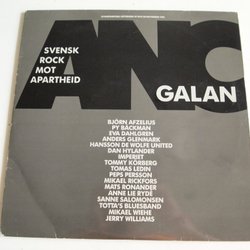 ANC
SVENSK
ROCK
MOT
APARTHEID
GALAN
BJÖRN AFZELIUS
PY BÄCKMAN
EVA DAHLGREN
ANDERS GLENMARK
HANSSON DE WOLFE UNITED
DAN HYLANDER
IMPERIET
TOMMY KÖRBERG
TOMAS LEDIN
PEPS PERSSON
MIKAEL RICKFORS
MATS RONANDER
ANNE LIE RYDÉ
SANNE SALOMONSEN
TOTTA'S BLUESBAND
MIKAEL WIEHE
JERRY WILLIAMS